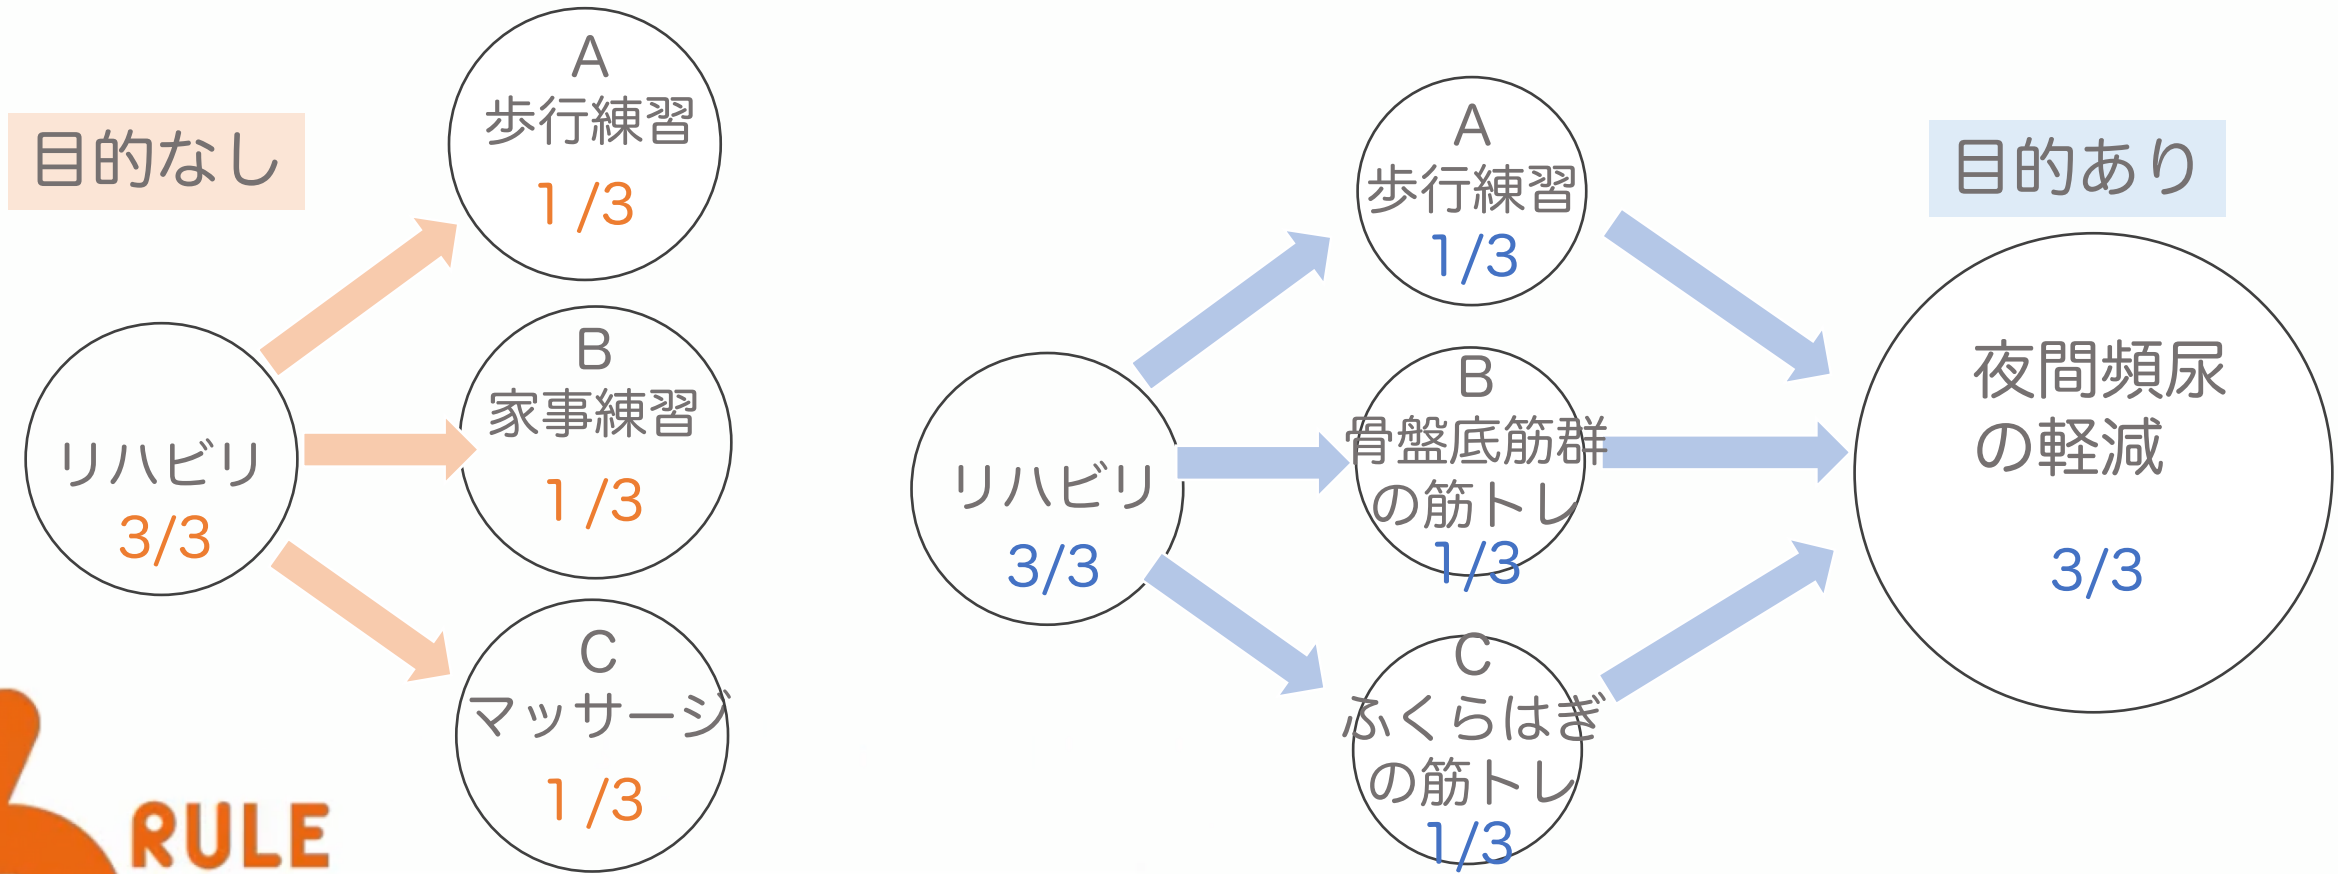 目的なし
リハビリ
3/3
A
歩行練習
1/3
B
家事練習
1/3
C
マッサージ
1/3
目的あり
リハビリ
3/3
A
歩行練習
1/3
B
骨盤底筋群
の筋トレ
1/3
C
ふくらはぎ
の筋トレ
1/3
夜間頻尿
の軽減
3/3
RULE